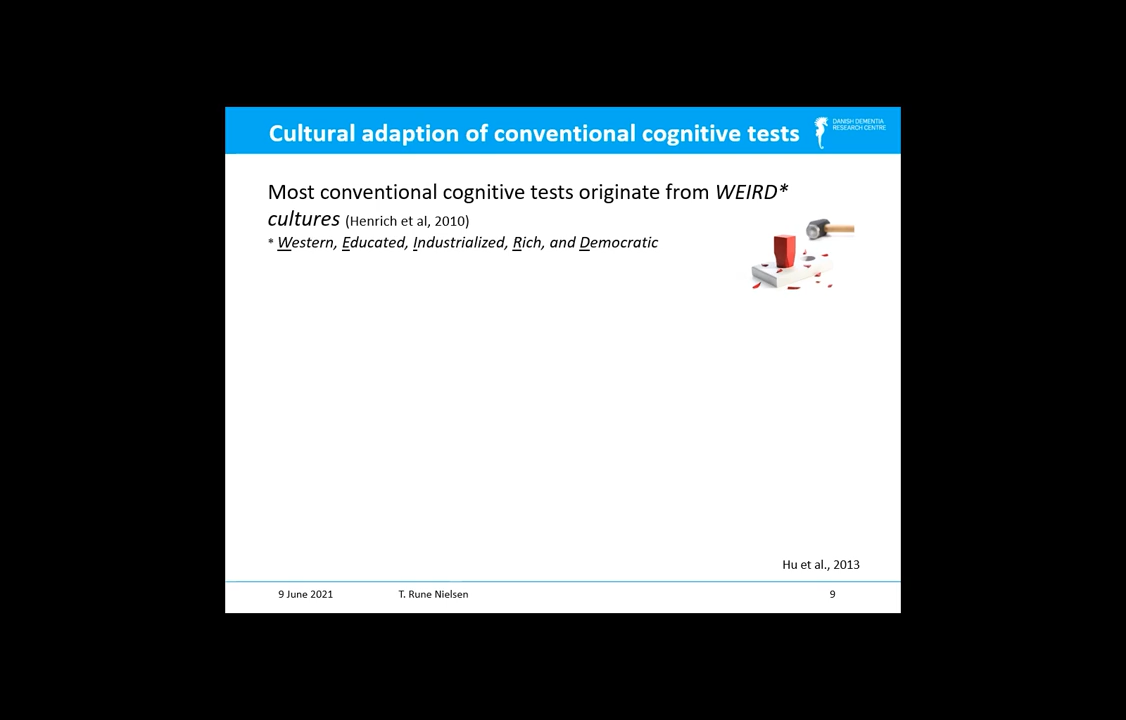 Cultural adaption of conventional cognitive tests
DANISH DEMENTIA
RESEARCH CENTRE
Most conventional cognitive tests originate from WEIRD*
cultures (Henrich et al, 2010)
* Western, Educated, Industrialized, Rich, and Democratic
Hu et al., 2013
9 June 2021
T. Rune Nielsen
9